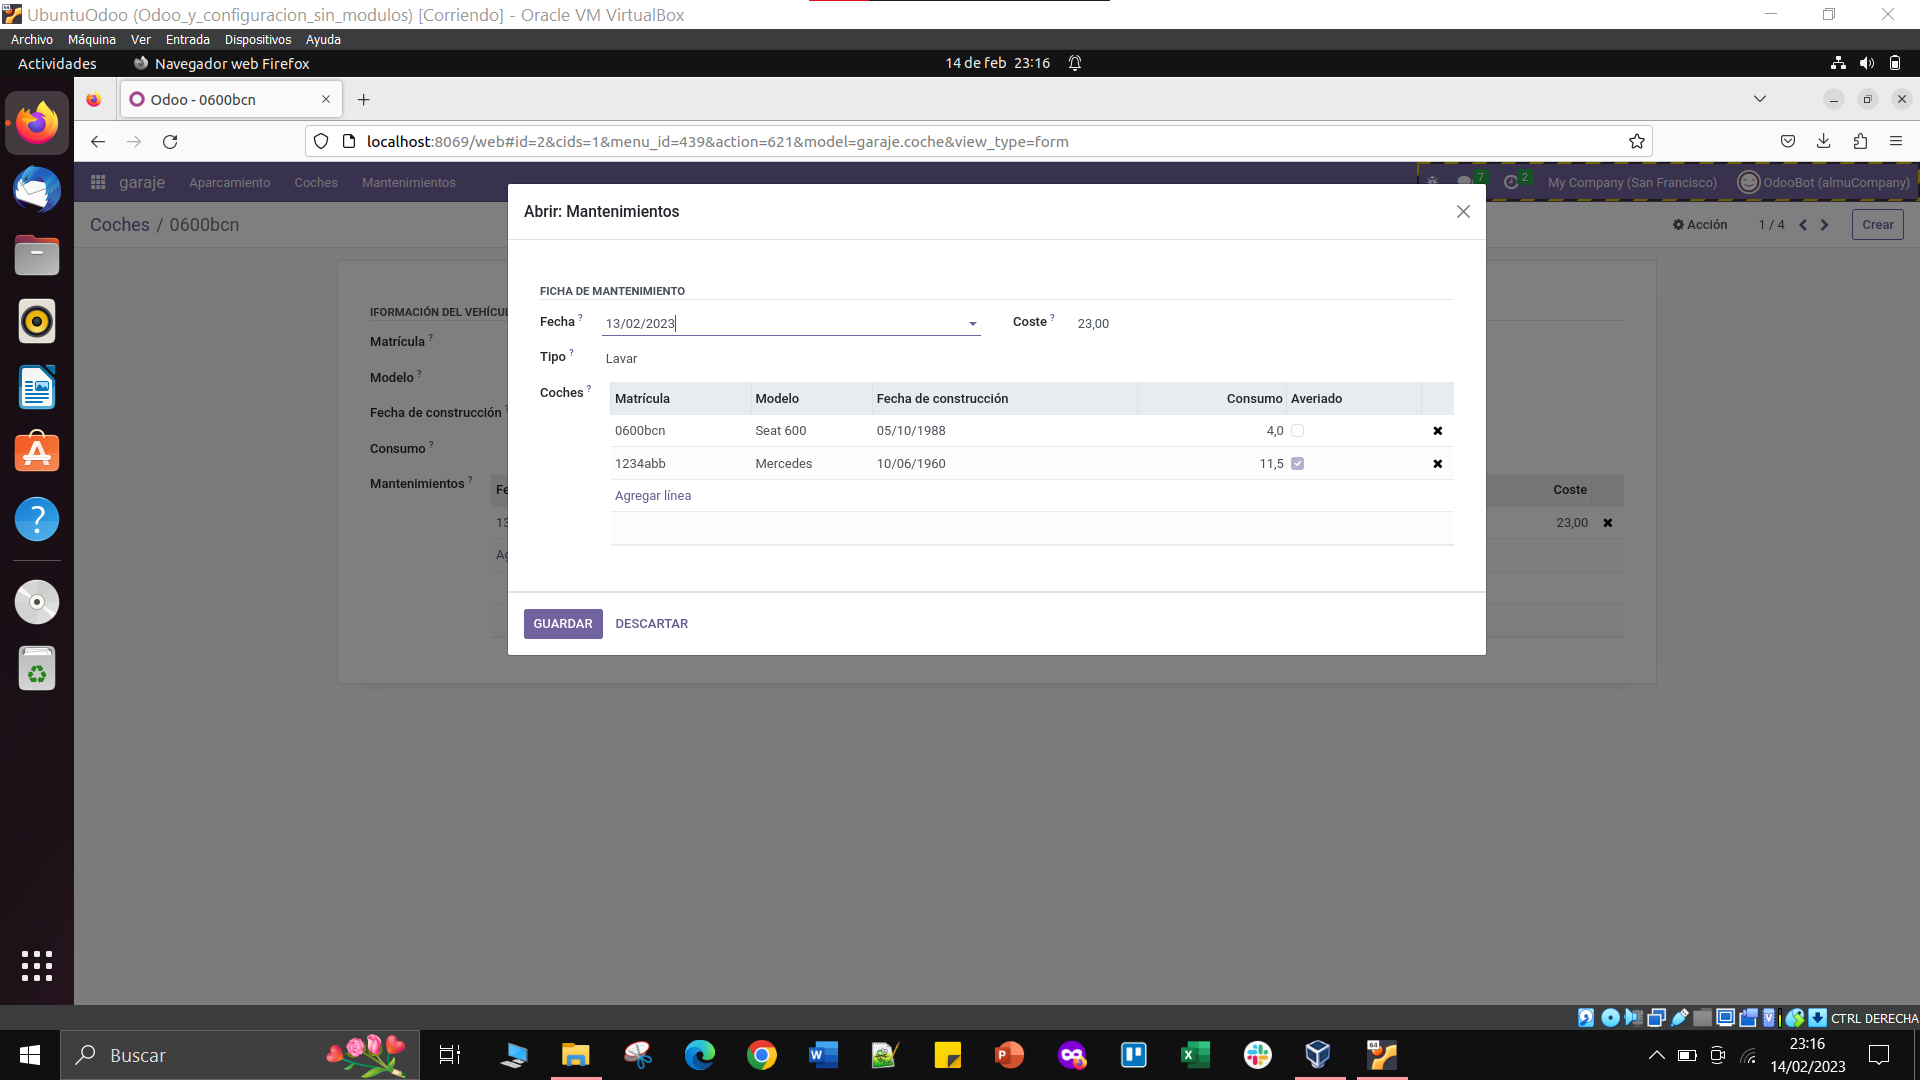 UbuntuOdoo (Odoo_y_configuracion_sin_modulos) [Corriendo] - Oracle VM VirtualBox
Archivo Máquina Ver Entrada Dispositivos Ayuda
Actividades Navegador web Firefox 14 de feb 23:16
Odoo - 0600bcn
localhost:8069/web#id=2&cids=1&menu_id=439&action=621&model=garaje.coche&view_type=form
garaje Aparcamiento Coches Mantenimientos 7 2 My Company (San Francisco) OdooBot (almuCompany)
Coches / 0600bcn Acción 1 / 4 Crear
Abrir: Mantenimientos
FICHA DE MANTENIMIENTO
Fecha ? 13/02/2023 Coste ? 23,00
Tipo ? Lavar
Coches ? Matrícula Modelo Fecha de construcción Consumo Averiado
0600bcn Seat 600 05/10/1988 4,0
1234abb Mercedes 10/06/1960 11,5
Agregar línea
GUARDAR DESCARTAR
IFORMACIÓN DEL VEHÍCUL
Matrícula ?
Modelo ?
Fecha de construcción ?
Consumo ?
Mantenimientos ? Fe Coste
13 23,00
Ag
CTRL DERECHA
Buscar
23:16
14/02/2023